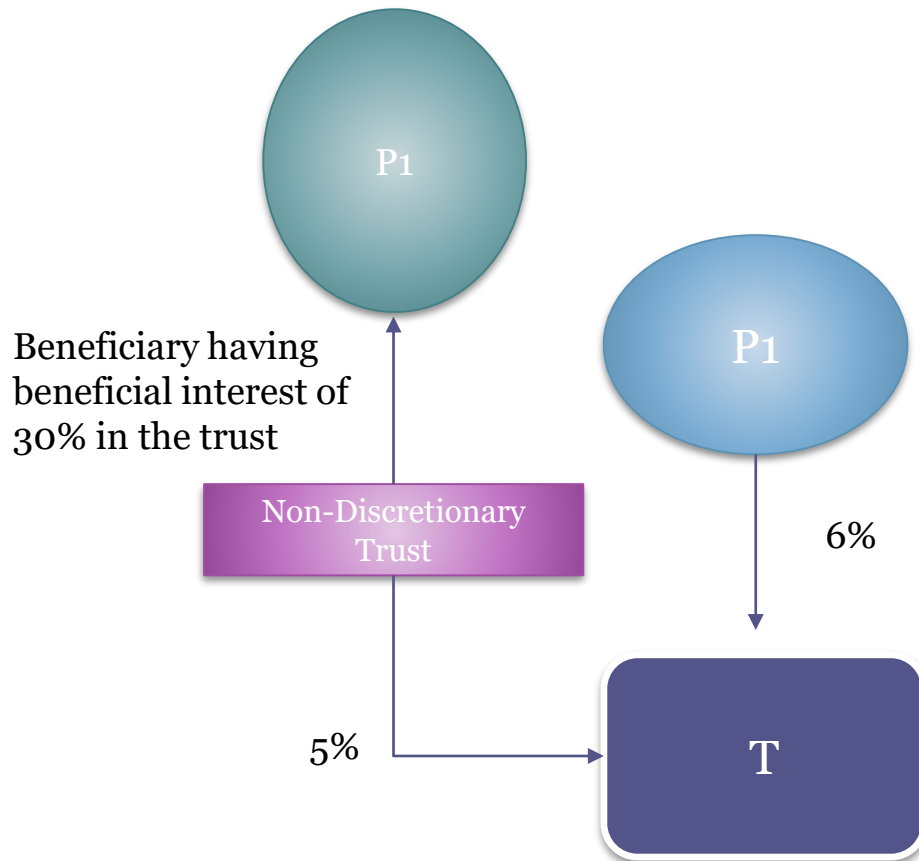 P1
P1
Beneficiary having
beneficial interest of
30% in the trust
Non-Discretionary
Trust
6%
5%
T